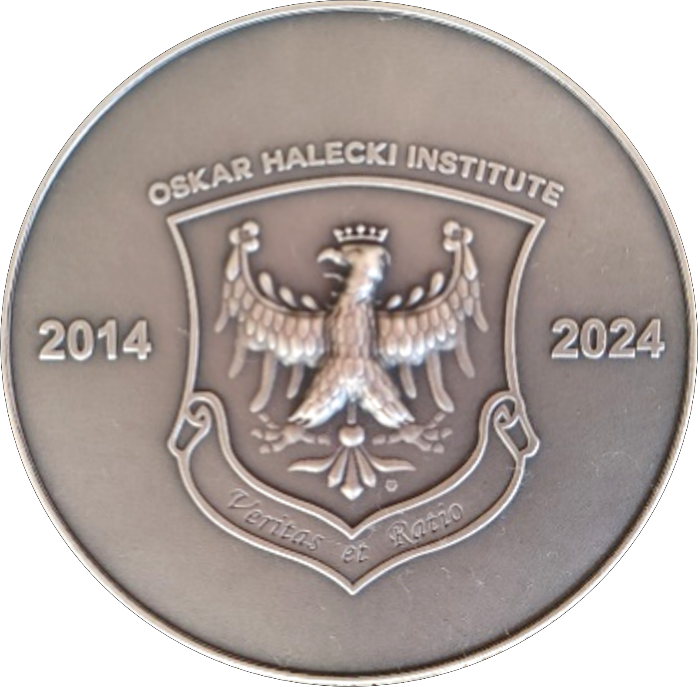 OSKAR HALECKI INSTITUTE
2014
2024
Veritas et Ratio